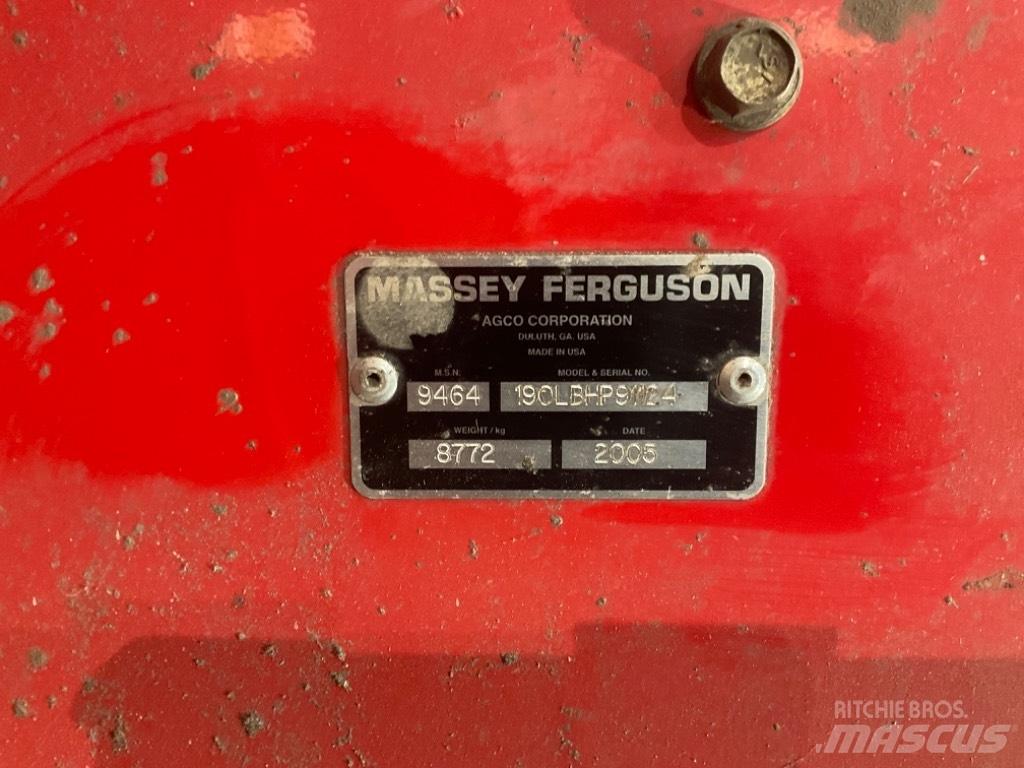 MASSEY FERGUSON
AGCO CORPORATION
DULUTH, GA. USA
MADE IN USA
M.S.N. MODEL & SERIAL NO.
9464
WEIGHT / kg DATE
8772 2005
RITCHIE BROS.
MASCUS